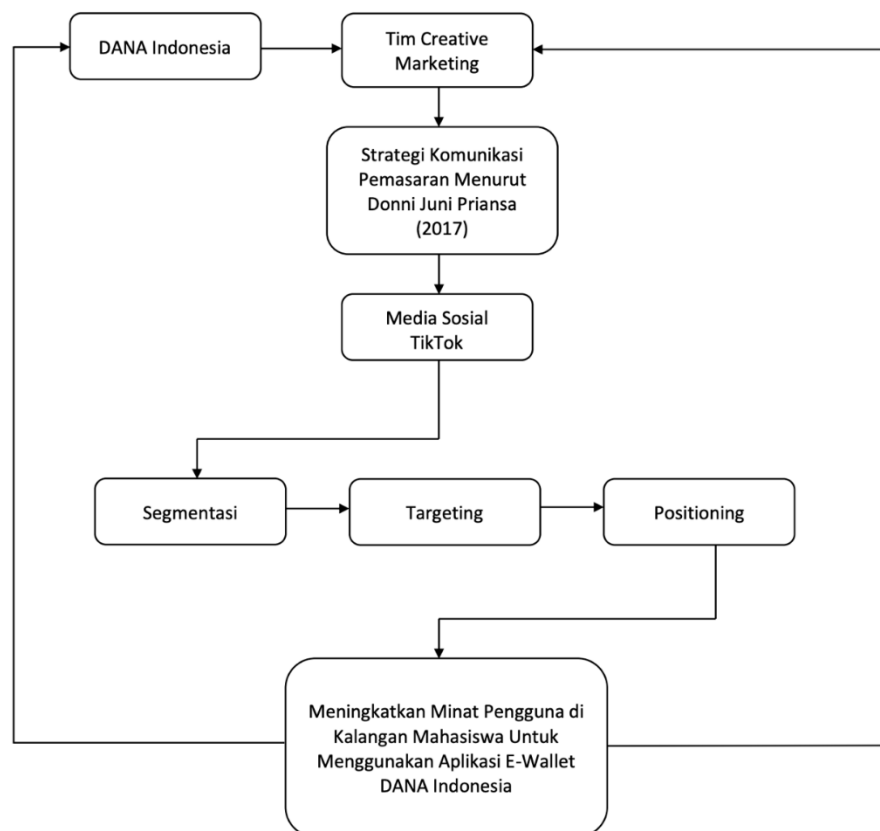 DANA Indonesia
Tim Creative
Marketing
Strategi Komunikasi
Pemasaran Menurut
Donni Juni Priansa
(2017)
Media Sosial
TikTok
Segmentasi
Targeting
Positioning
Meningkatkan Minat Pengguna di
Kalangan Mahasiswa Untuk
Menggunakan Aplikasi E-Wallet
DANA Indonesia